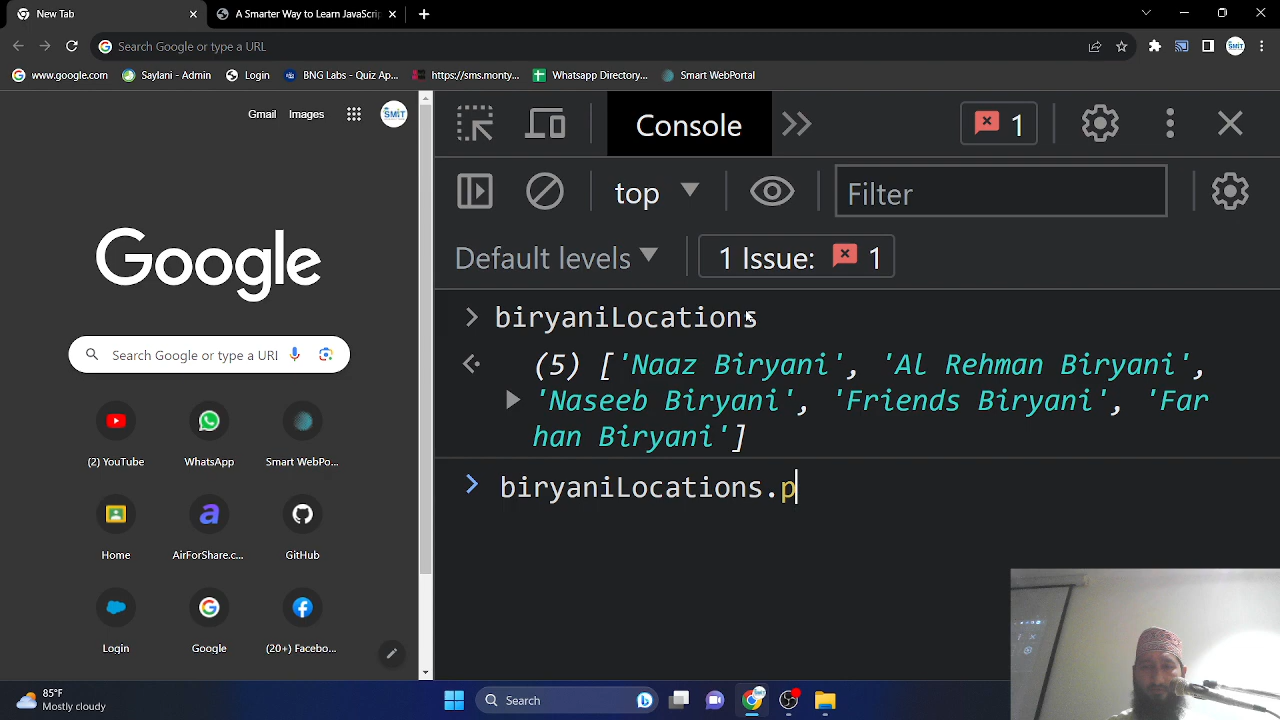 New Tab
A Smarter Way to Learn JavaScrip
Search Google or type a URL
www.google.com
Saylani - Admin
Login
BNG Labs - Quiz Ap...
https://sms.monty...
Whatsapp Directory...
Smart WebPortal
Gmail
Images
SMIT
Console
1
top
Filter
Default levels
1 Issue:
1
> biryaniLocations
(5) ['Naaz Biryani', 'Al Rehman Biryani',
'Naseeb Biryani', 'Friends Biryani', 'Far
han Biryani']
> biryaniLocations.p
Google
Search Google or type a URL
(2) YouTube
WhatsApp
Smart WebPo...
Home
AirForShare.c...
GitHub
Login
Google
(20+) Facebo...
85°F
Mostly cloudy
Search